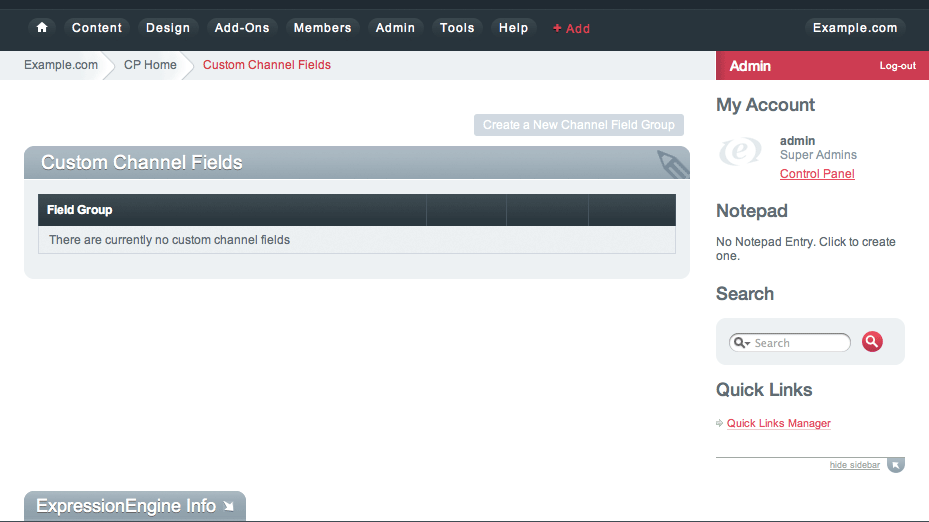 Content Design Add-Ons Members Admin Tools Help + Add Example.com
Example.com CP Home Custom Channel Fields
Admin Log-out
Create a New Channel Field Group
Custom Channel Fields
Field Group
There are currently no custom channel fields
My Account
admin
Super Admins
Control Panel
Notepad
No Notepad Entry. Click to create
one.
Search
Search
Quick Links
Quick Links Manager
hide sidebar
ExpressionEngine Info